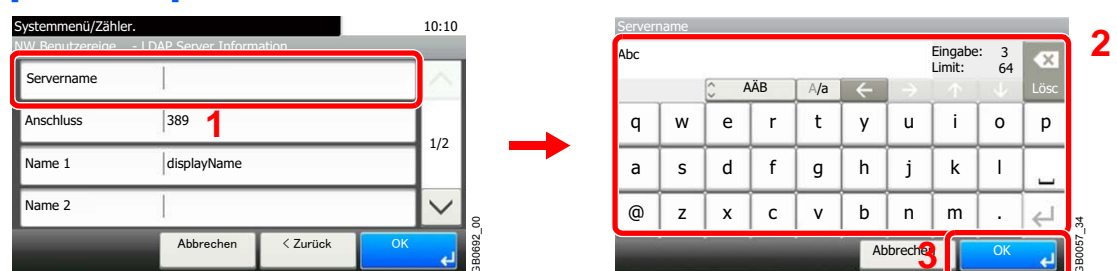 Systemmenü/Zähler.
10:10
NW Benutzereige. - LDAP Server Information
Servername
Anschluss 389
1
1/2
Name 1 displayName
Name 2
Abbrechen < Zurück OK
GB0692_00
Servername
2
Abc
Eingabe: 3
Limit: 64
AÄB A/a ← → ↑ ↓ Lösc
q w e r t y u i o p
a s d f g h j k l
@ z x c v b n m .
Abbrechen OK
3
GB0057_34